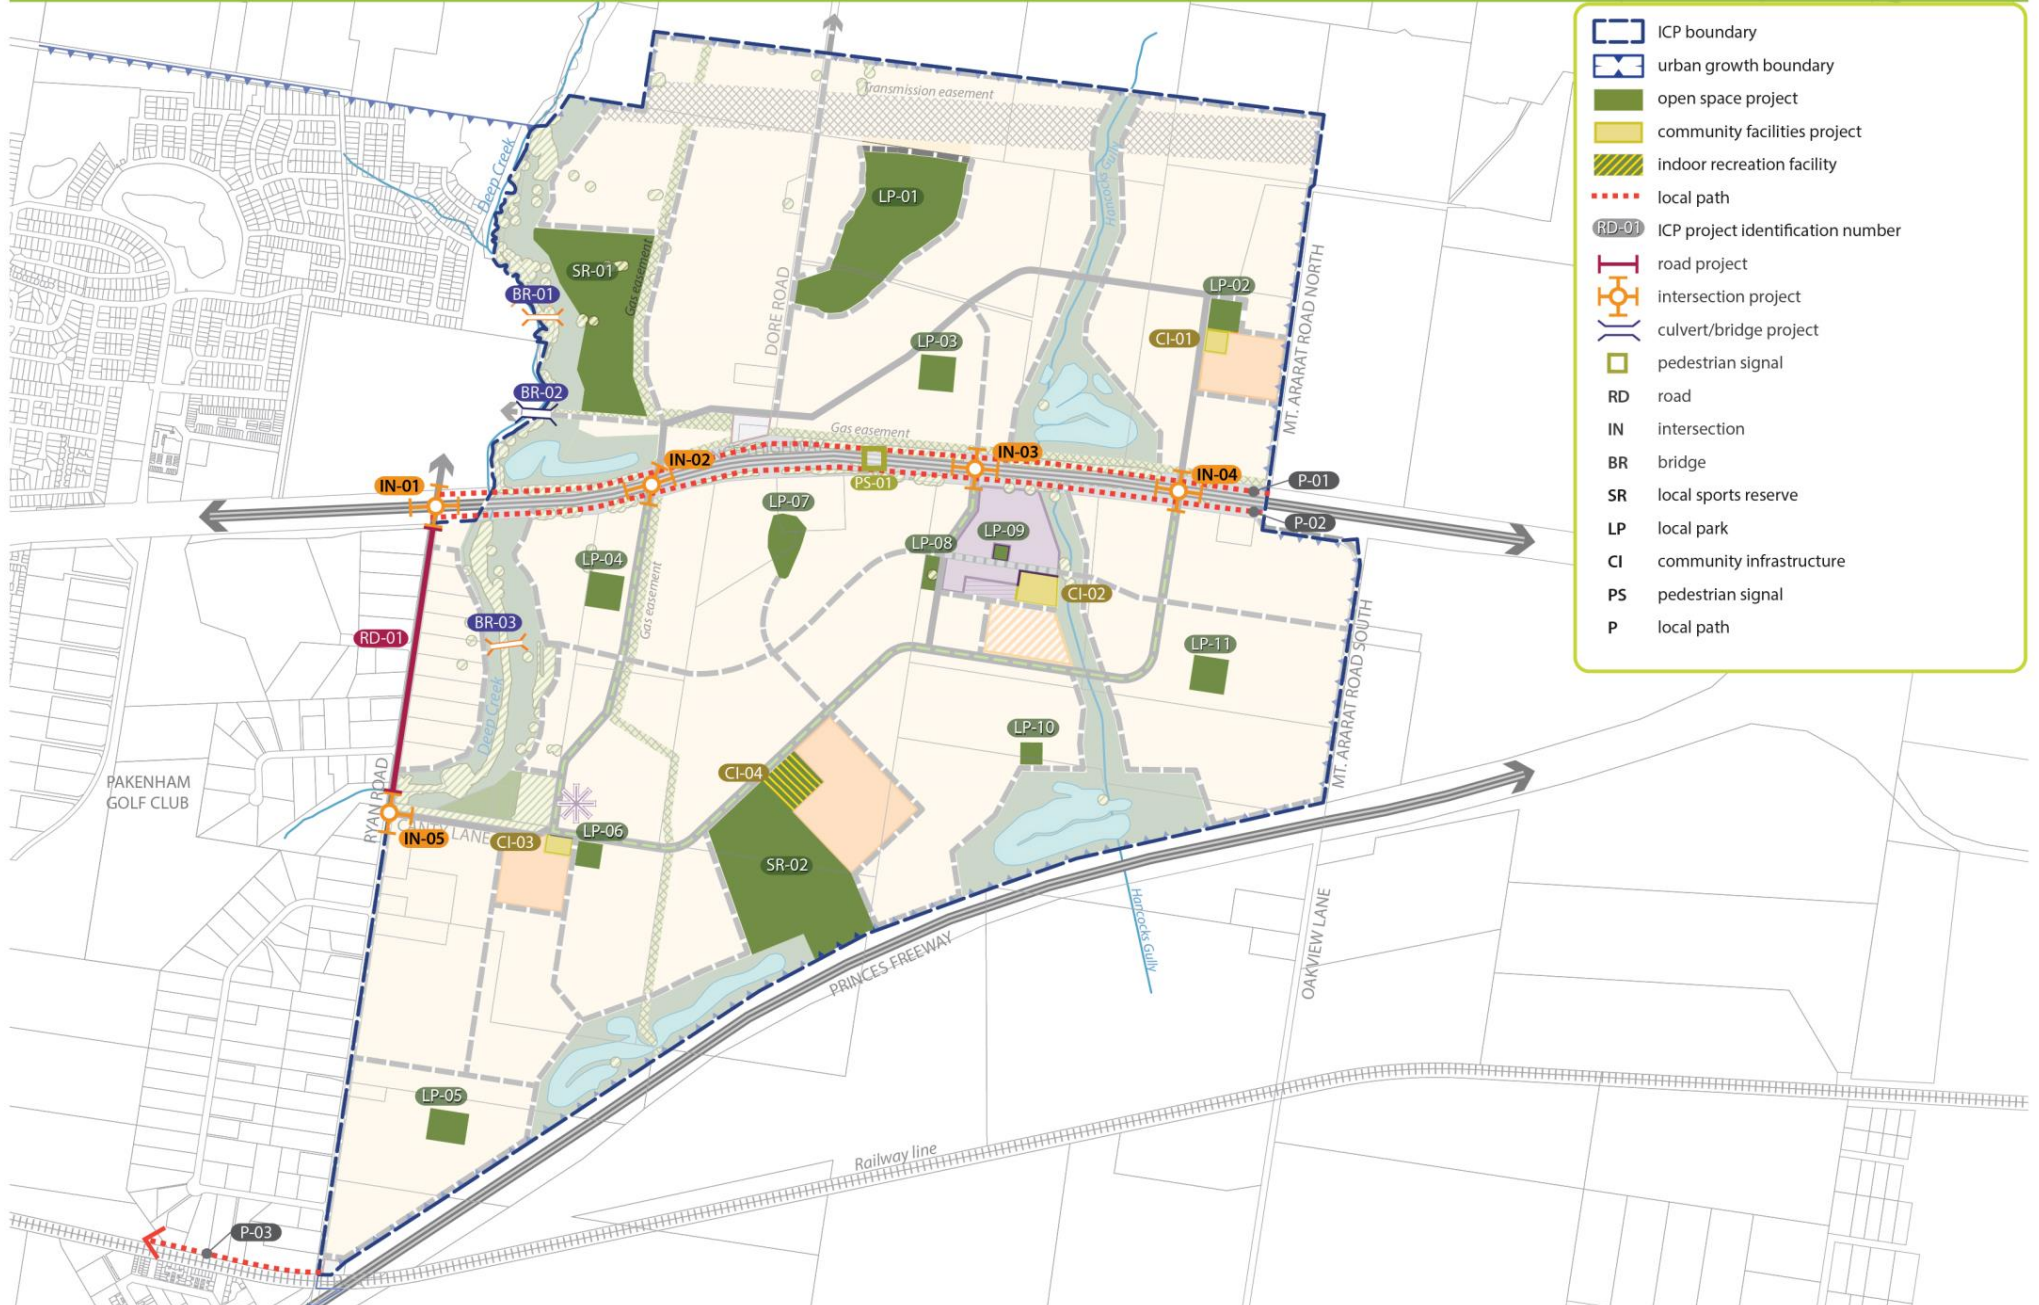 Transmission easement
Deep Creek
Hancocks Gully
LP-01
SR-01
Gas easement
BR-01
DORE ROAD
LP-02
CI-01
MT. ARARAT ROAD NORTH
LP-03
BR-02
Gas easement
HIGHWAY
IN-01
IN-02
PS-01
IN-03
IN-04
P-01
P-02
LP-07
LP-09
LP-08
LP-04
CI-02
Gas easement
RD-01
BR-03
LP-11
MT. ARARAT ROAD SOUTH
Deep Creek
LP-10
CI-04
PAKENHAM
GOLF CLUB
RYAN ROAD
CANTY LANE
IN-05
CI-03
LP-06
SR-02
PRINCES FREEWAY
Hancocks Gully
OAKVIEW LANE
LP-05
Railway line
P-03
ICP boundary
urban growth boundary
open space project
community facilities project
indoor recreation facility
local path
RD-01 ICP project identification number
road project
intersection project
culvert/bridge project
pedestrian signal
RD road
IN intersection
BR bridge
SR local sports reserve
LP local park
CI community infrastructure
PS pedestrian signal
P local path